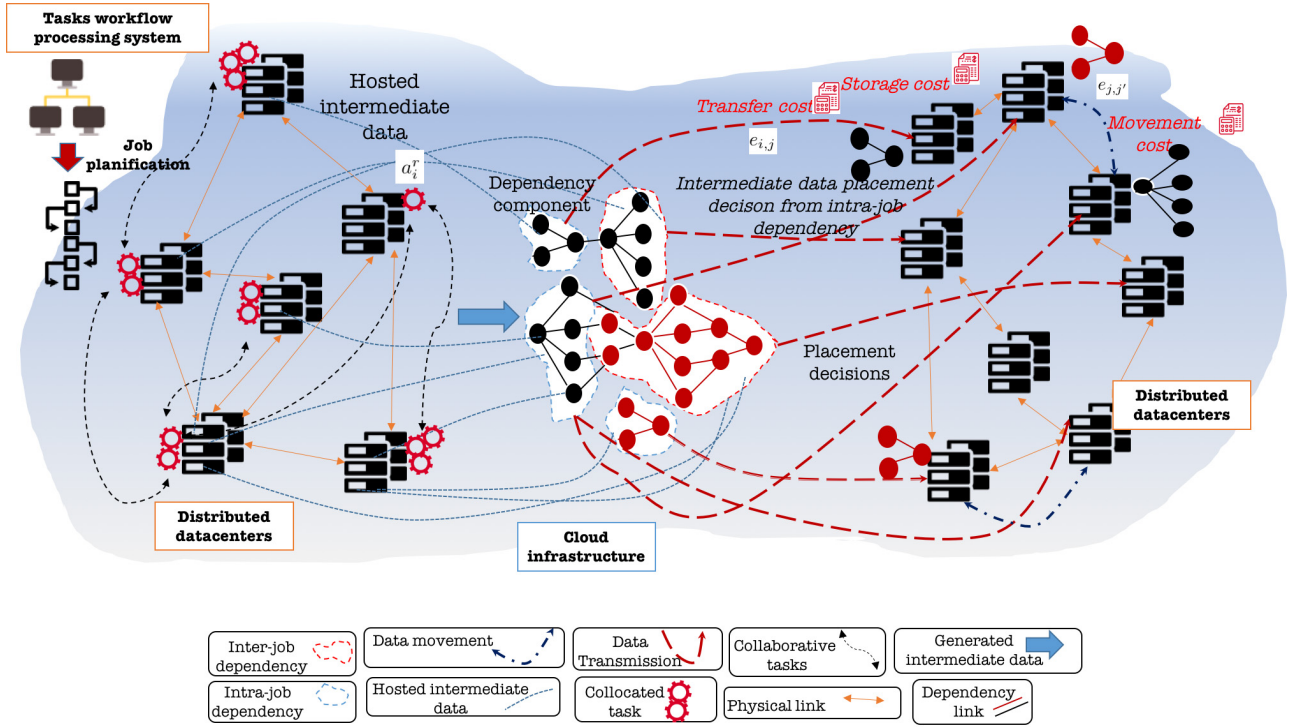 Tasks workflow
processing system
Job
planification
Hosted
intermediate
data
a_i^r
Dependency
component
Transfer cost
Storage cost
e_{i,j}
e_{j,j'}
Movement
cost
Intermediate data placement
decison from intra-job
dependency
Placement
decisions
Distributed
datacenters
Distributed
datacenters
Cloud
infrastructure
Inter-job
dependency
Data movement
Data
Transmission
Collaborative
tasks
Generated
intermediate data
Intra-job
dependency
Hosted intermediate
data
Collocated
task
Physical link
Dependency
link